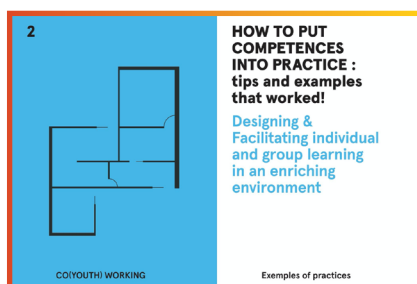 2
HOW TO PUT
COMPETENCES
INTO PRACTICE :
tips and examples
that worked!
Designing &
Facilitating individual
and group learning
in an enriching
environment
CO(YOUTH) WORKING
Exemples of practices